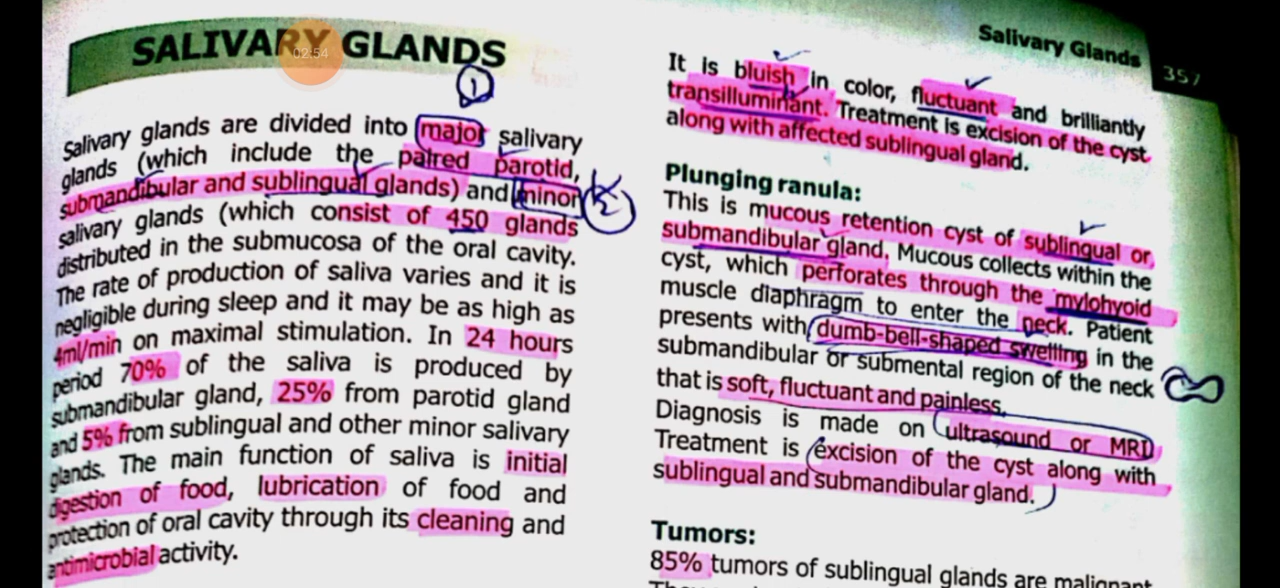 SALIVARY GLANDS
02:54
1
Salivary glands are divided into major salivary
glands (which include the paired parotid,
submandibular and sublingual glands) and minor
2
salivary glands (which consist of 450 glands
distributed in the submucosa of the oral cavity.
The rate of production of saliva varies and it is
negligible during sleep and it may be as high as
4ml/min on maximal stimulation. In 24 hours
period 70% of the saliva is produced by
submandibular gland, 25% from parotid gland
and 5% from sublingual and other minor salivary
glands. The main function of saliva is initial
digestion of food, lubrication of food and
protection of oral cavity through its cleaning and
antimicrobial activity.
Salivary Glands 357
It is bluish in color, fluctuant and brilliantly
transilluminant. Treatment is excision of the cyst
along with affected sublingual gland.
Plunging ranula:
This is mucous retention cyst of sublingual or
submandibular gland. Mucous collects within the
cyst, which perforates through the mylohyoid
muscle diaphragm to enter the neck. Patient
presents with dumb-bell-shaped swelling in the
submandibular or submental region of the neck
that is soft, fluctuant and painless.
Diagnosis is made on ultrasound or MRI
Treatment is excision of the cyst along with
sublingual and submandibular gland.
Tumors:
85% tumors of sublingual glands are malignant